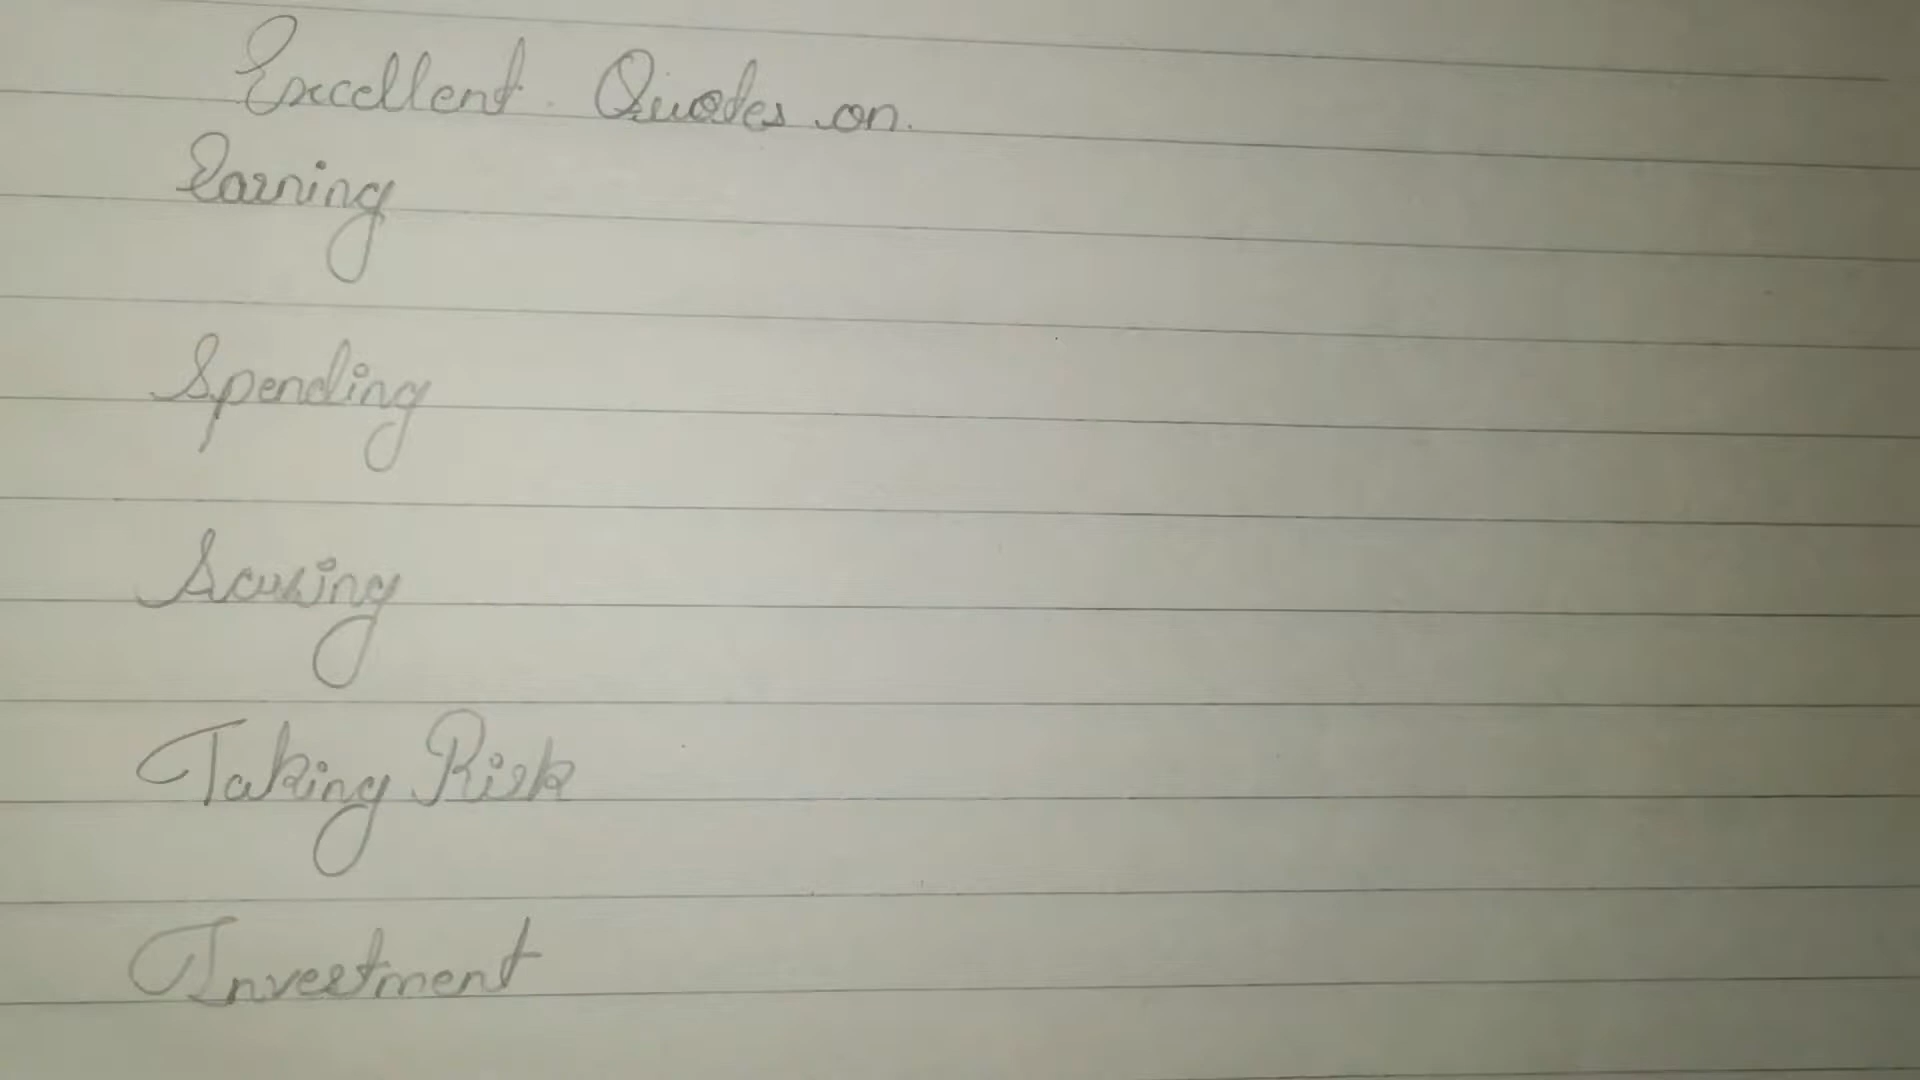 Excellent Quotes on.
Earning
Spending
Saving
Taking Risk
Investment